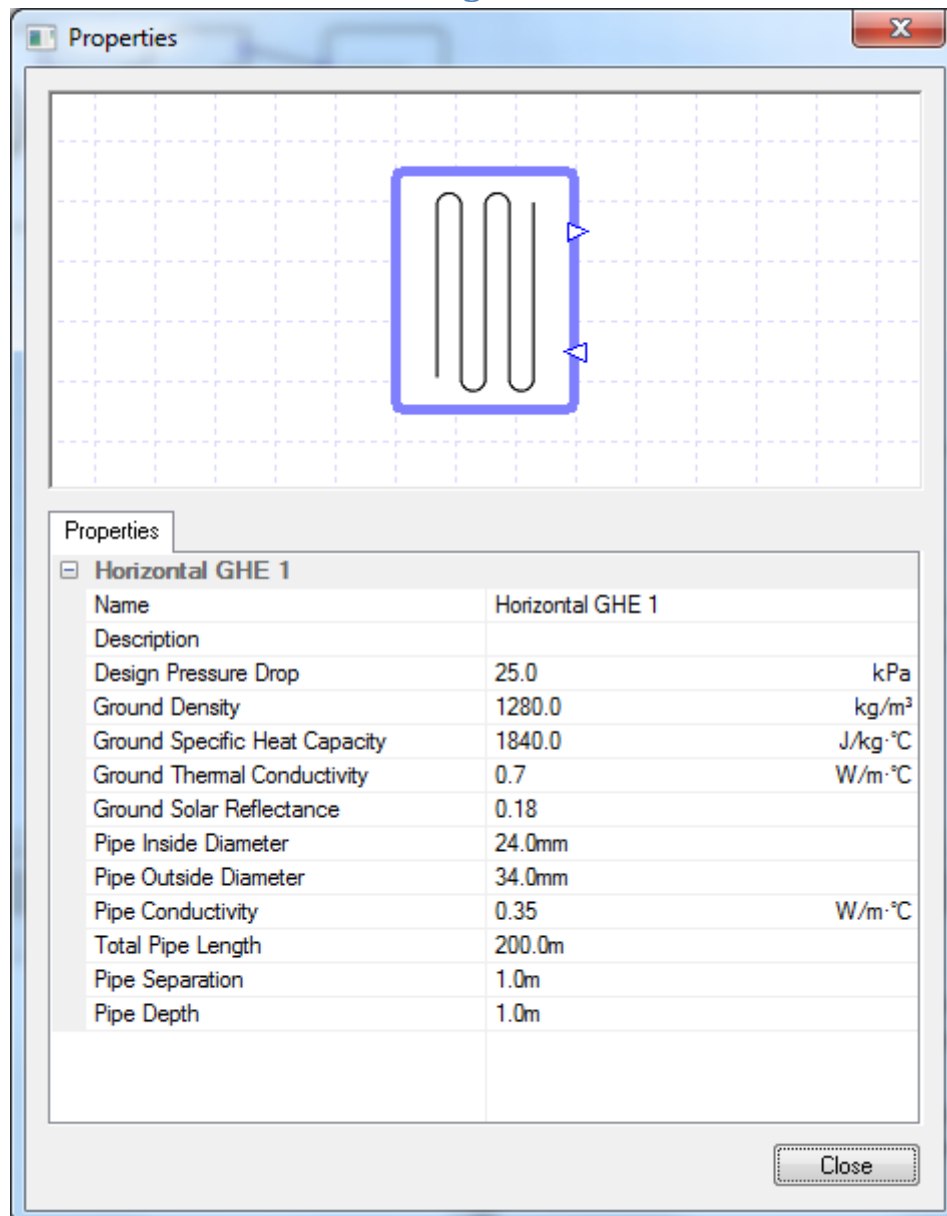 Properties
Properties
Horizontal GHE 1
Name Horizontal GHE 1
Description
Design Pressure Drop 25.0 kPa
Ground Density 1280.0 kg/m³
Ground Specific Heat Capacity 1840.0 J/kg·°C
Ground Thermal Conductivity 0.7 W/m·°C
Ground Solar Reflectance 0.18
Pipe Inside Diameter 24.0mm
Pipe Outside Diameter 34.0mm
Pipe Conductivity 0.35 W/m·°C
Total Pipe Length 200.0m
Pipe Separation 1.0m
Pipe Depth 1.0m
Close